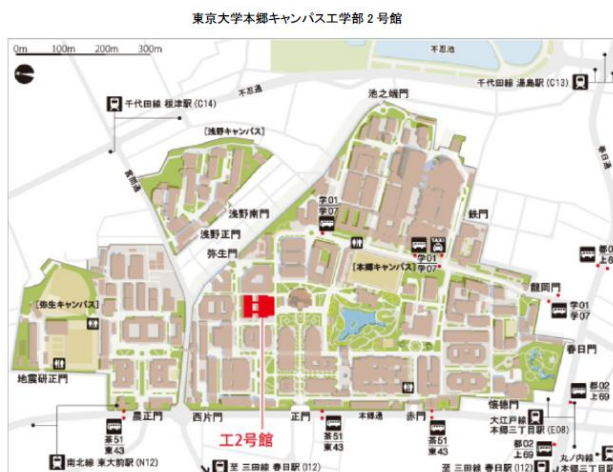 東京大学本郷キャンパス工学部2号館
0m 100m 200m 300m
不忍池
千代田線 湯島駅(C13)
池之端門
千代田線 根津駅(C14)
不忍通
春日通
[浅野キャンパス]
言問通
学01
学07
浅野南門
鉄門
浅野正門
弥生門
学01
学07
TAXI
都02
上69
[本郷キャンパス]
龍岡門
[弥生キャンパス]
学01
学07
春日門
地震研正門
都02
上69
懐徳門
農正門
西片門
正門
本郷通
赤門
大江戸線
本郷三丁目駅(E08)
茶51
東43
工2号館
茶51
東43
茶51
東43
都02
上69
丸ノ内線
本郷三
南北線 東大前駅(N12)
至 三田線 春日駅(I12)
至 三田線 春日駅(I12)